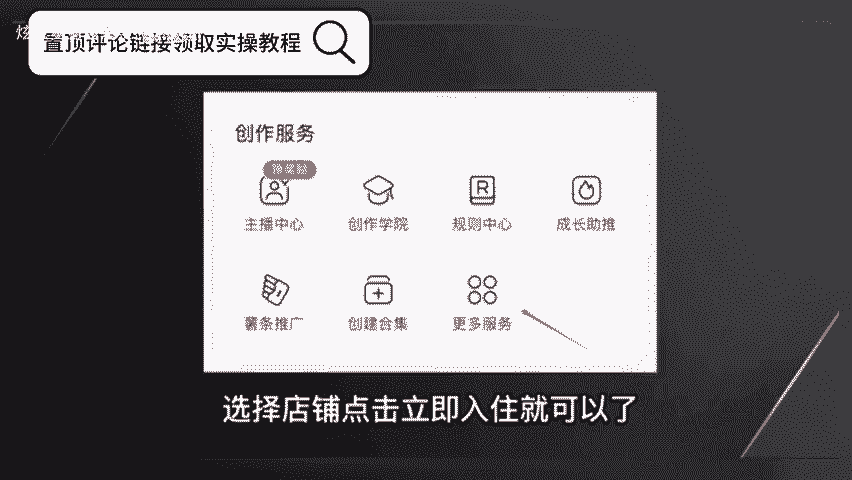 炫
置顶评论链接领取实操教程
创作服务
主播中心
创作学院
规则中心
成长助推
薯条推广
创建合集
更多服务
选择店铺点击立即入住就可以了